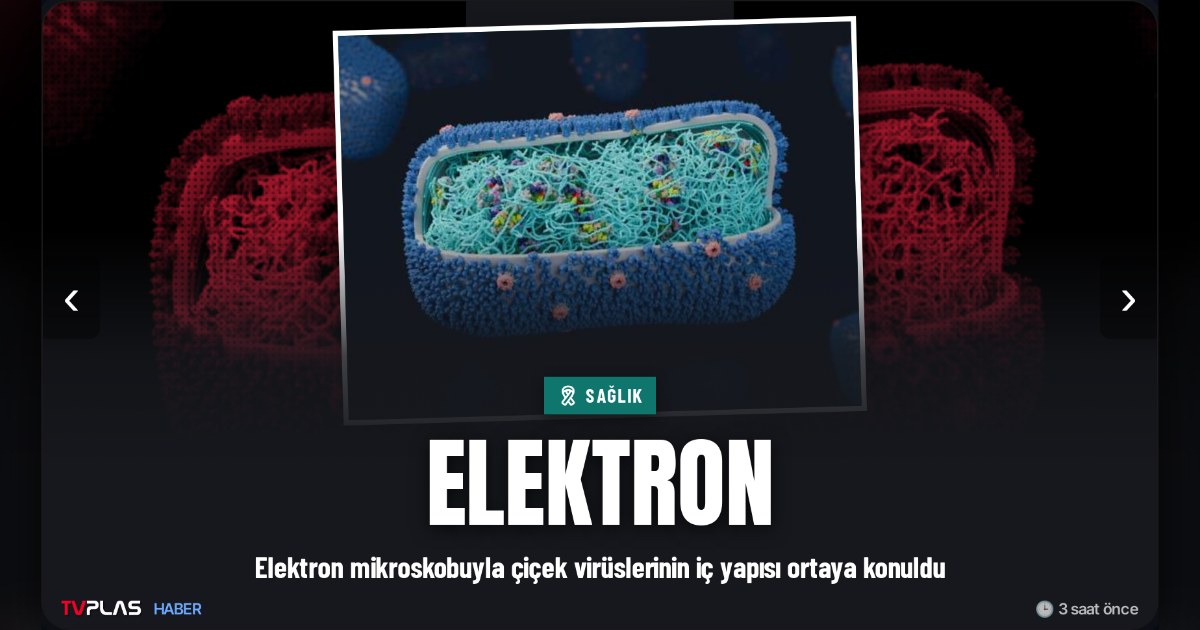 SAĞLIK
ELEKTRON
Elektron mikroskobuyla çiçek virüslerinin iç yapısı ortaya konuldu
TVPLAS HABER
3 saat önce